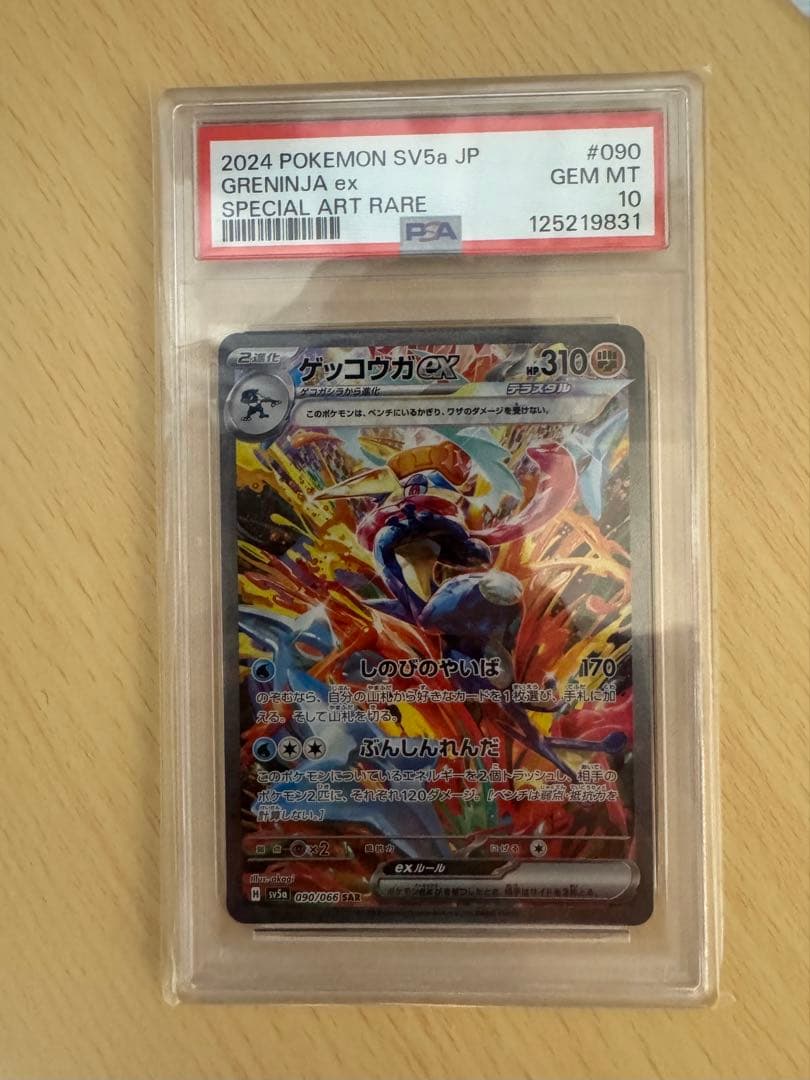 2024 POKEMON SV5a JP #090
GRENINJA ex GEM MT
SPECIAL ART RARE 10
PSA 125219831
2進化 ゲッコウガex HP310
ゲコガシラから進化 テラスタル
このポケモンは、ベンチにいるかぎり、ワザのダメージを受けない。
しのびのやいば 170
のぞむなら、自分の山札から好きなカードを1枚選び、手札に加
える。そして山札を切る。
ぶんしんれんだ
このポケモンについているエネルギーを2個トラッシュし、相手の
ポケモン2匹に、それぞれ120ダメージ。[ベンチは弱点・抵抗力を
計算しない。]
弱点 ×2 抵抗力 にげる
exルール
Illus. akagi
H sv5a 090/066 SAR